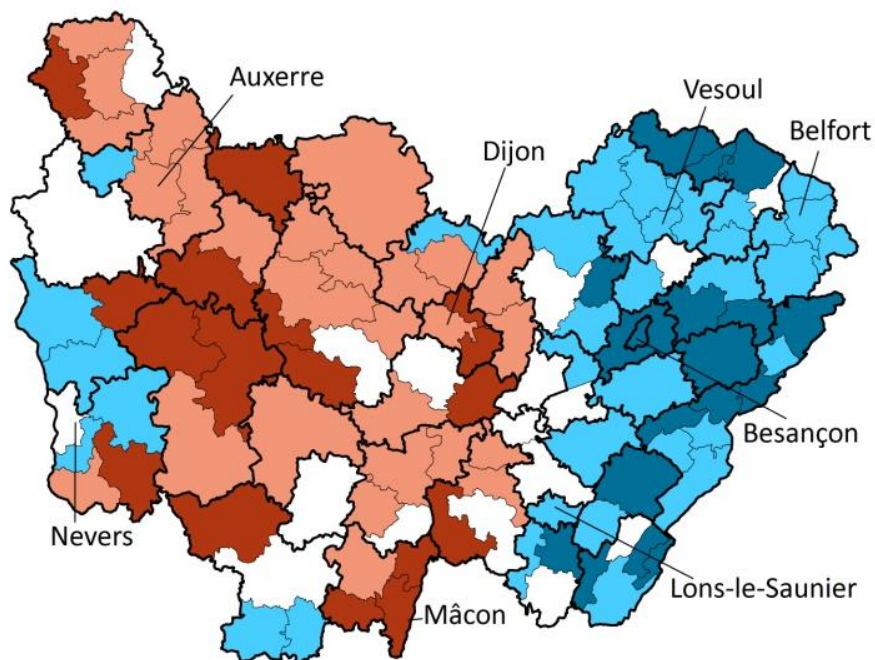 Auxerre
Vesoul
Belfort
Dijon
Besançon
Nevers
Lons-le-Saunier
Mâcon